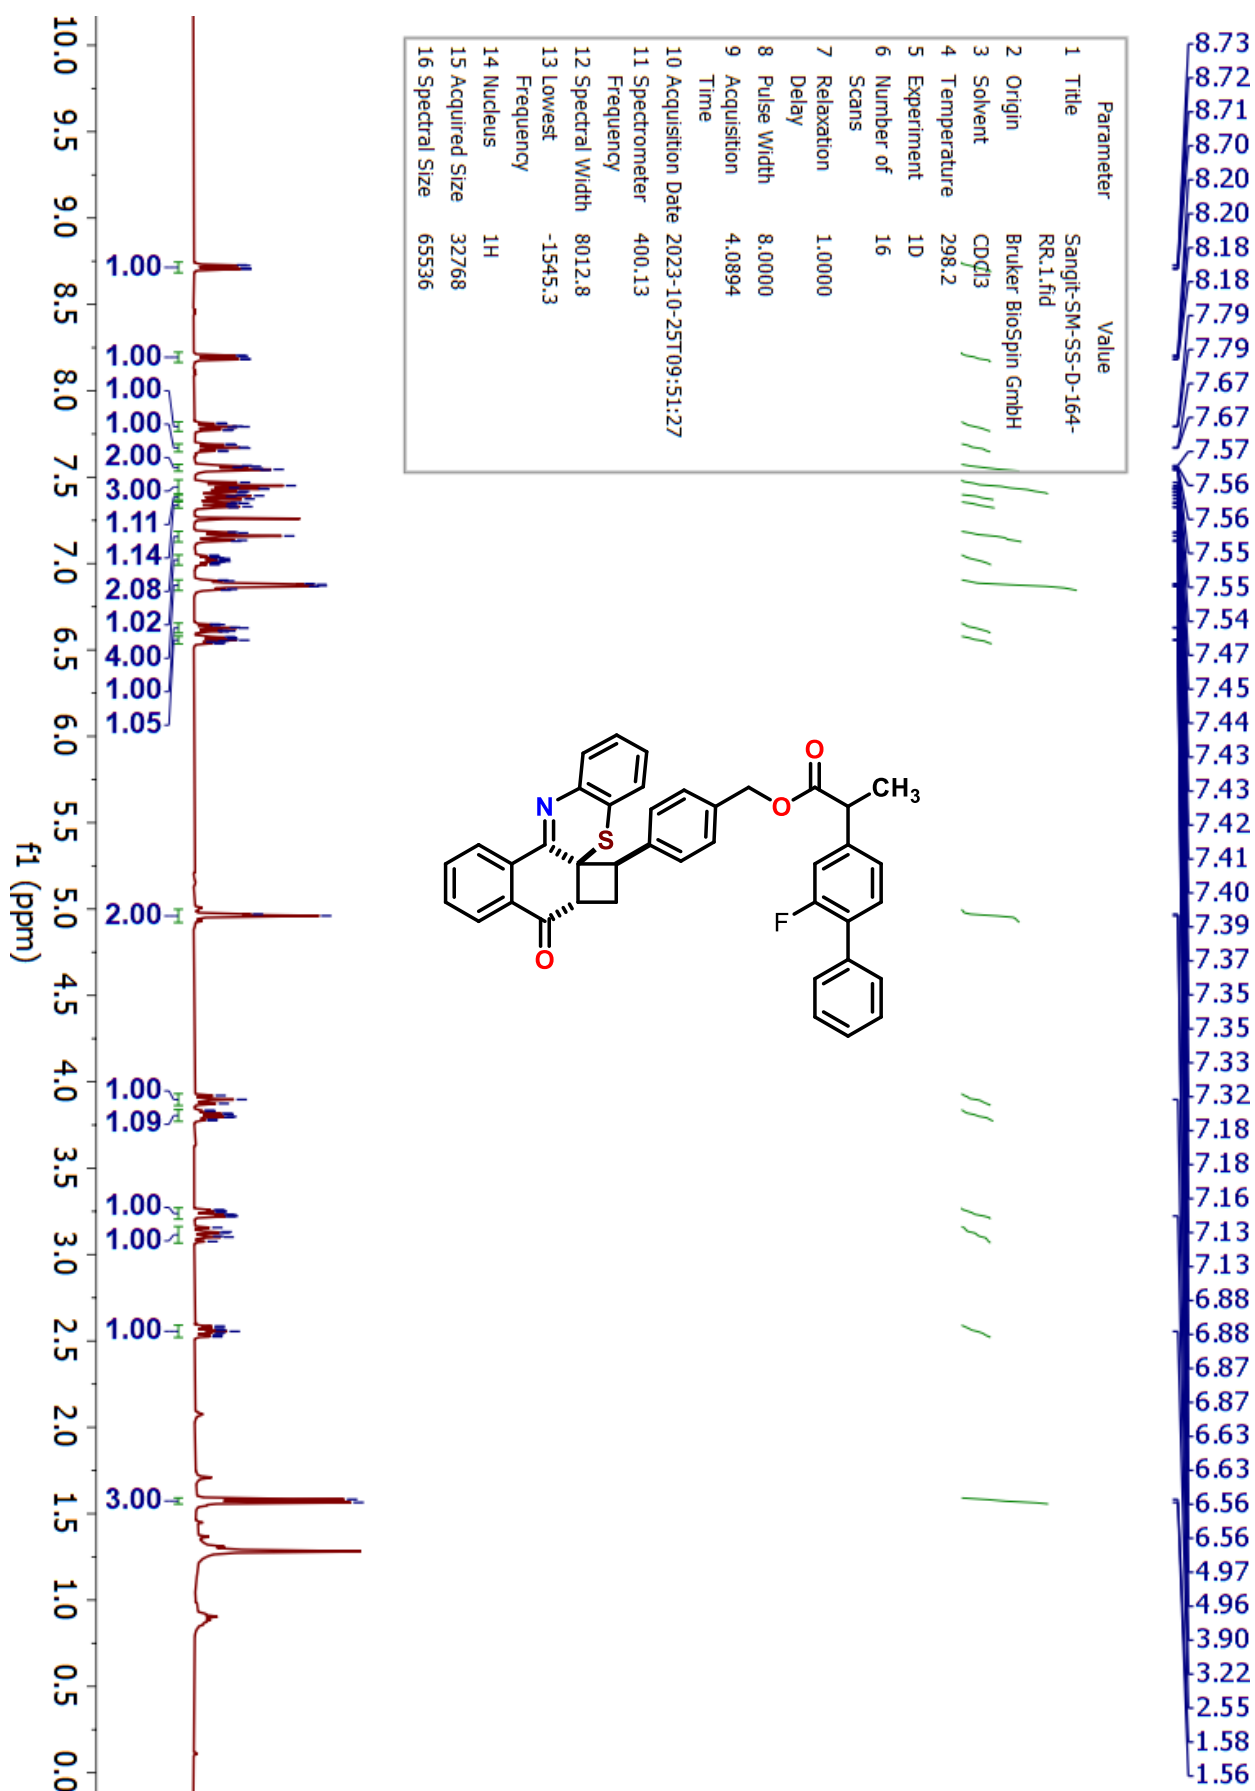 8.73
8.72
8.71
8.70
8.20
8.20
8.18
8.18
7.79
7.79
7.67
7.67
7.57
7.56
7.56
7.55
7.55
7.54
7.47
7.45
7.44
7.43
7.43
7.42
7.41
7.40
7.39
7.37
7.35
7.35
7.33
7.32
7.18
7.18
7.16
7.13
7.13
6.88
6.88
6.87
6.87
6.63
6.63
6.56
6.56
4.97
4.96
3.90
3.22
2.55
1.58
1.56
Parameter Value
1 Title Sangit-SM-SS-D-164-
RR.1.fid
2 Origin Bruker BioSpin GmbH
3 Solvent CDCl3
4 Temperature 298.2
5 Experiment 1D
6 Number of 16
Scans
7 Relaxation 1.0000
Delay
8 Pulse Width 8.0000
9 Acquisition 4.0894
Time
10 Acquisition Date 2023-10-25T09:51:27
11 Spectrometer 400.13
Frequency
12 Spectral Width 8012.8
13 Lowest -1545.3
Frequency
14 Nucleus 1H
15 Acquired Size 32768
16 Spectral Size 65536
O
CH3
O
N
S
F
O
1.00
1.00
1.00
1.00
2.00
3.00
1.11
1.14
2.08
1.02
4.00
1.00
1.05
2.00
1.00
1.09
1.00
1.00
1.00
3.00
10.0 9.5 9.0 8.5 8.0 7.5 7.0 6.5 6.0 5.5 5.0 4.5 4.0 3.5 3.0 2.5 2.0 1.5 1.0 0.5 0.0
f1 (ppm)